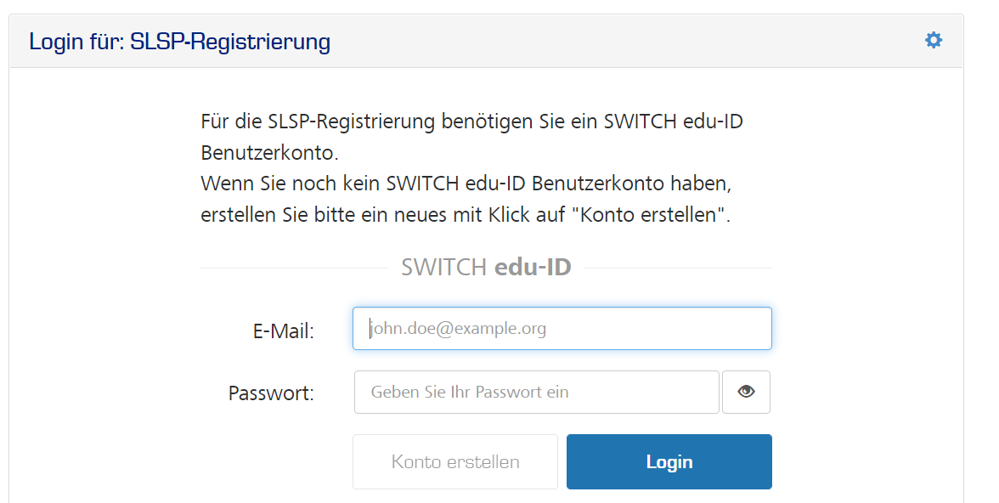 Login für: SLSP-Registrierung
Für die SLSP-Registrierung benötigen Sie ein SWITCH edu-ID
Benutzerkonto.
Wenn Sie noch kein SWITCH edu-ID Benutzerkonto haben,
erstellen Sie bitte ein neues mit Klick auf "Konto erstellen".
SWITCH edu-ID
E-Mail: john.doe@example.org
Passwort: Geben Sie Ihr Passwort ein
Konto erstellen Login